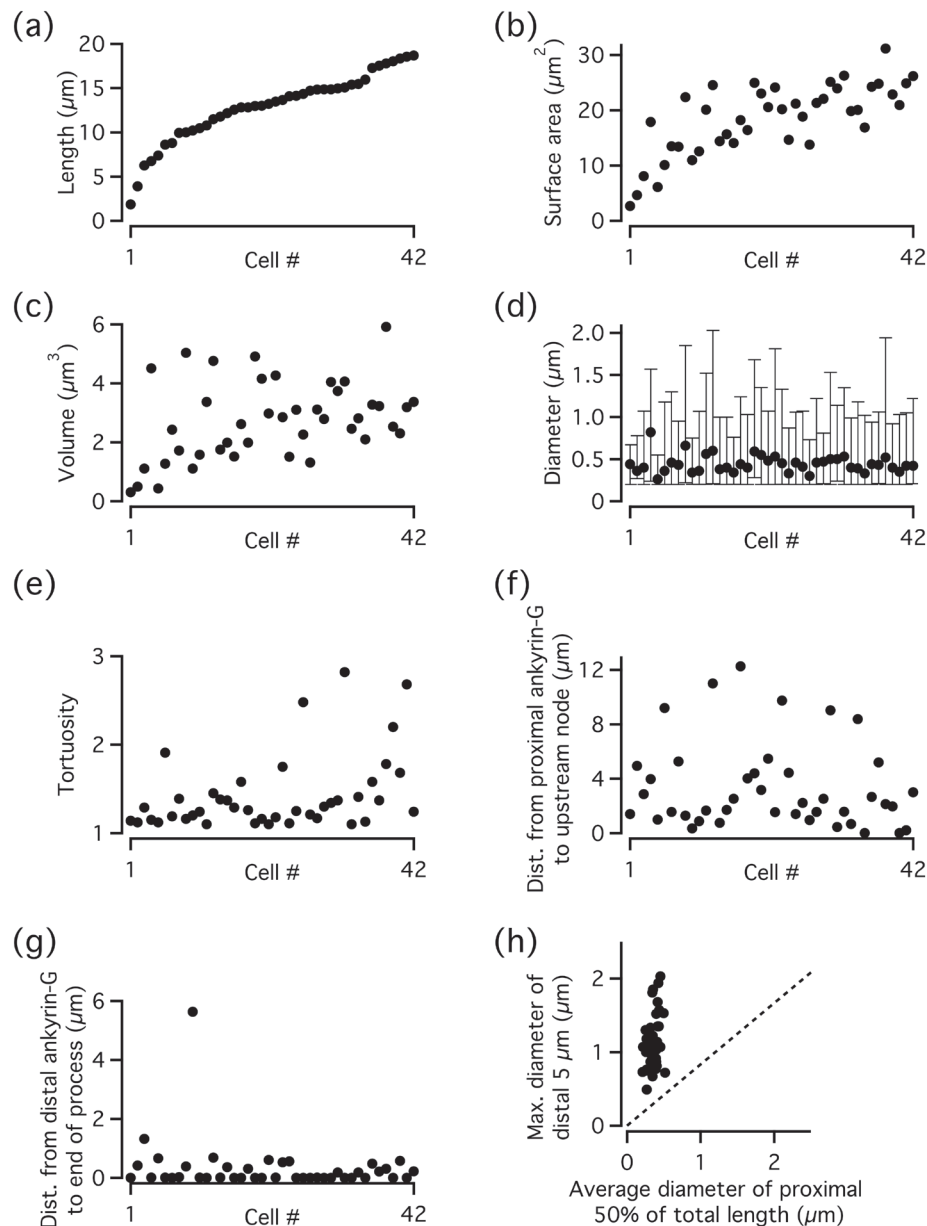 (a)
Length (µm)
20
15
10
5
0
1
Cell #
42
(b)
Surface area (µm²)
30
20
10
0
1
Cell #
42
(c)
Volume (µm³)
6
4
2
0
1
Cell #
42
(d)
Diameter (µm)
2.0
1.5
1.0
0.5
0
1
Cell #
42
(e)
Tortuosity
3
2
1
1
Cell #
42
(f)
Dist. from proximal ankyrin-G
to upstream node (µm)
12
8
4
0
1
Cell #
42
(g)
Dist. from distal ankyrin-G
to end of process (µm)
6
4
2
0
1
Cell #
42
(h)
Max. diameter of
distal 5 µm (µm)
2
1
0
0
1
2
Average diameter of proximal
50% of total length (µm)